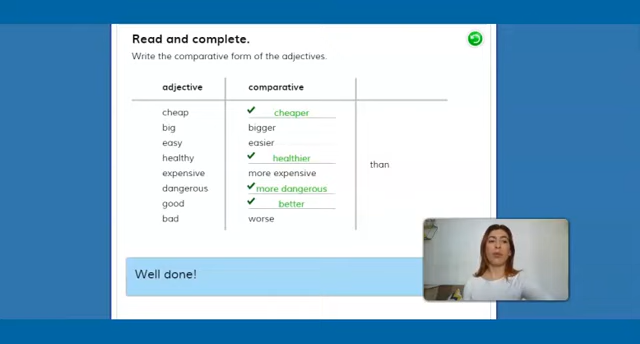 Read and complete.
Write the comparative form of the adjectives.
adjective comparative
cheap cheaper
big bigger
easy easier
healthy healthier
than
expensive more expensive
dangerous more dangerous
good better
bad worse
Well done!